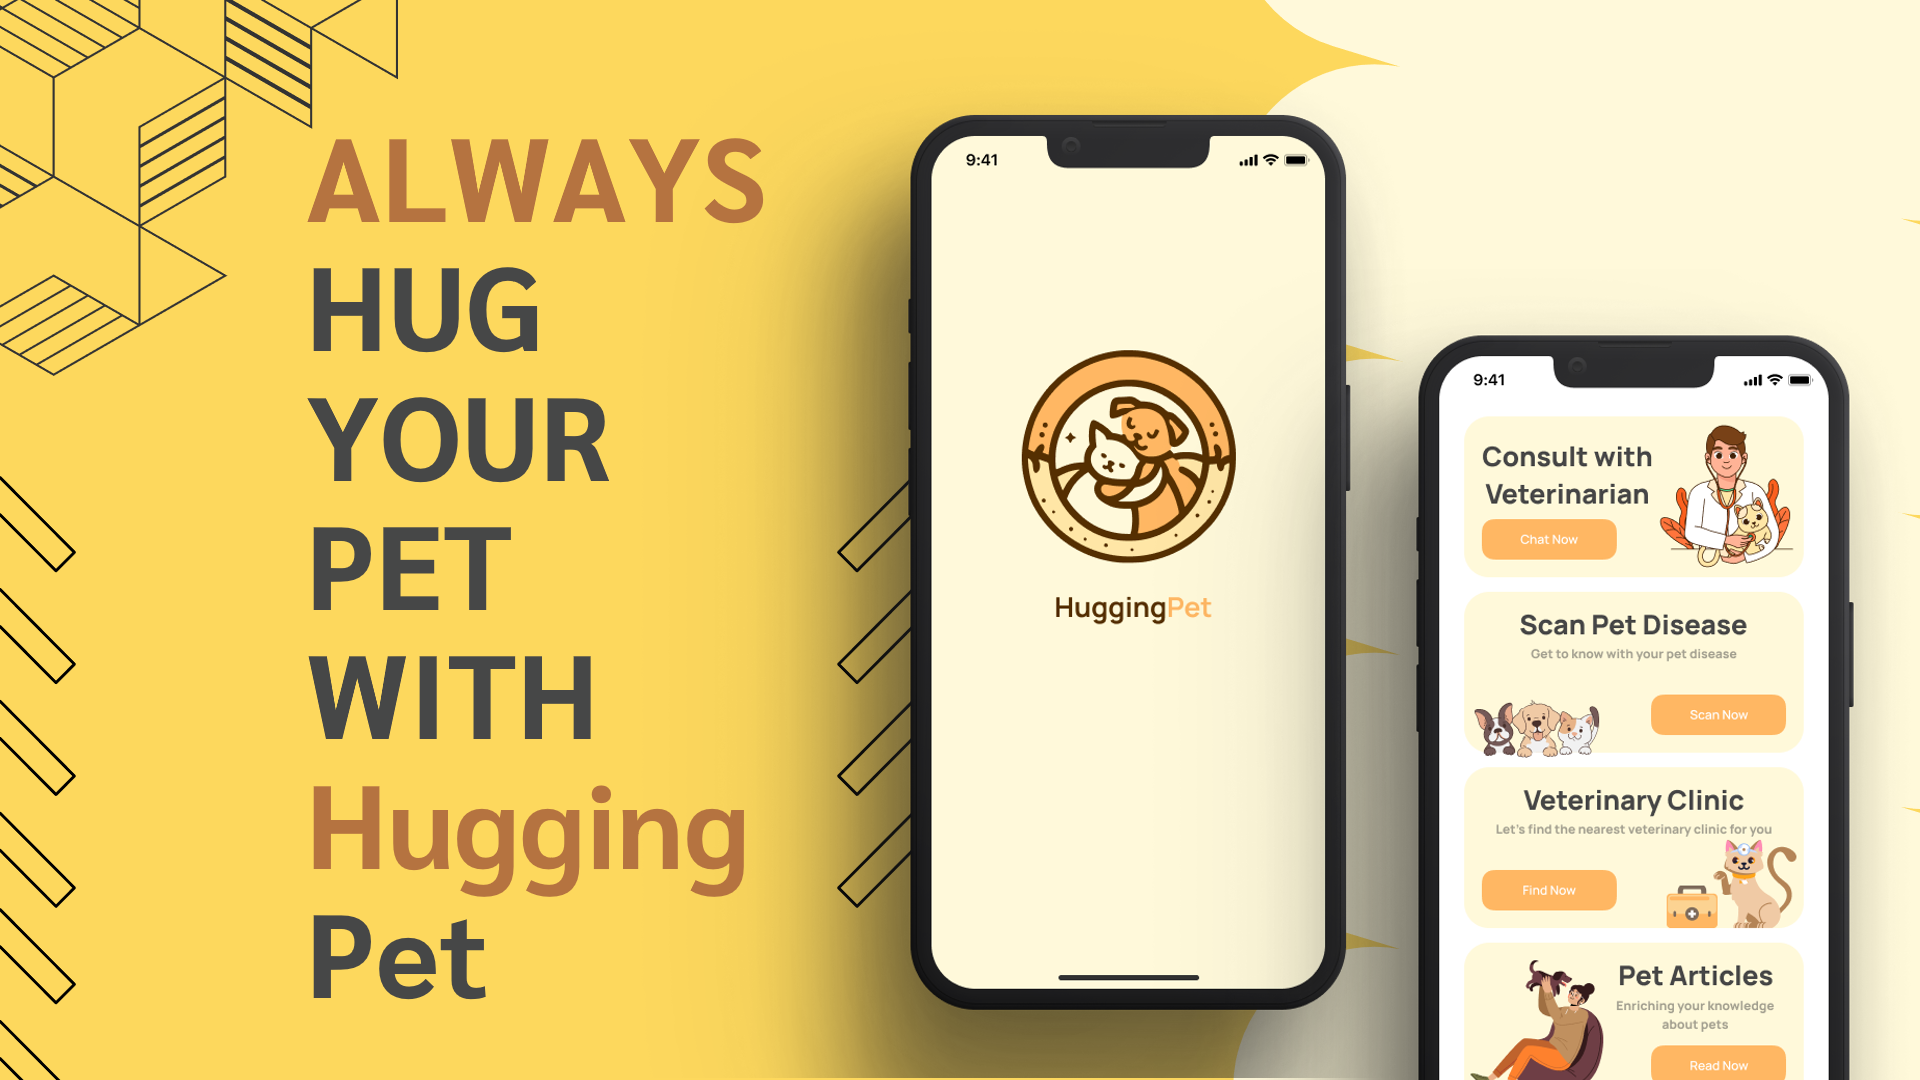 ALWAYS
HUG
YOUR
PET
WITH
Hugging
Pet
9:41
HuggingPet
9:41
Consult with
Veterinarian
Chat Now
Scan Pet Disease
Get to know with your pet disease
Scan Now
Veterinary Clinic
Let's find the nearest veterinary clinic for you
Find Now
Pet Articles
Enriching your knowledge
about pets
Read Now